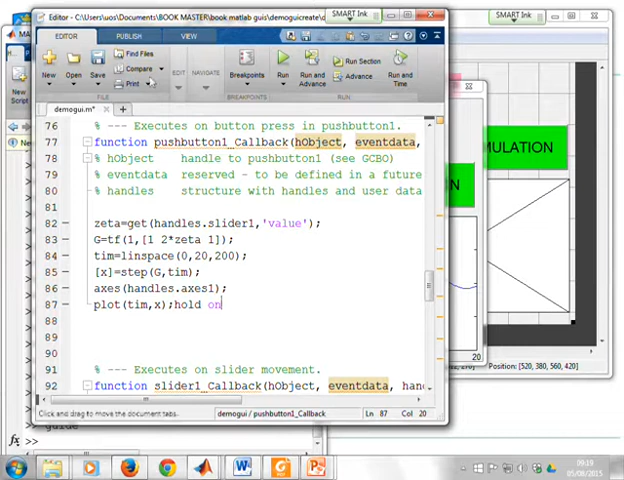 Editor - C:\Users\uos\Documents\BOOK MASTER\book matlab guis\demoguicreate\
SMART Ink
SMART Ink
EDITOR
PUBLISH
VIEW
New
Open
Save
Find Files
Compare
Print
EDIT
NAVIGATE
Breakpoints
Run
Run and
Advance
Run Section
Advance
Run and
Time
FILE
BREAKPOINTS
RUN
New
Script
demogui.m*
76 % --- Executes on button press in pushbutton1.
77 function pushbutton1_Callback(hObject, eventdata,
78 % hObject    handle to pushbutton1 (see GCBO)
79 % eventdata  reserved - to be defined in a future
80 % handles    structure with handles and user data
81
82 zeta=get(handles.slider1,'value');
83 G=tf(1,[1 2*zeta 1]);
84 tim=linspace(0,20,200);
85 [x]=step(G,tim);
86 axes(handles.axes1);
87 plot(tim,x);hold on
88
89
90
91 % --- Executes on slider movement.
92 function slider1_Callback(hObject, eventdata, han
MULATION
N
20
Position: [520, 380, 560, 420]
Click and drag to move the document tabs.
demogui / pushbutton1_Callback
Ln 87 Col 20
guide
fx >>
09:19
05/08/2015